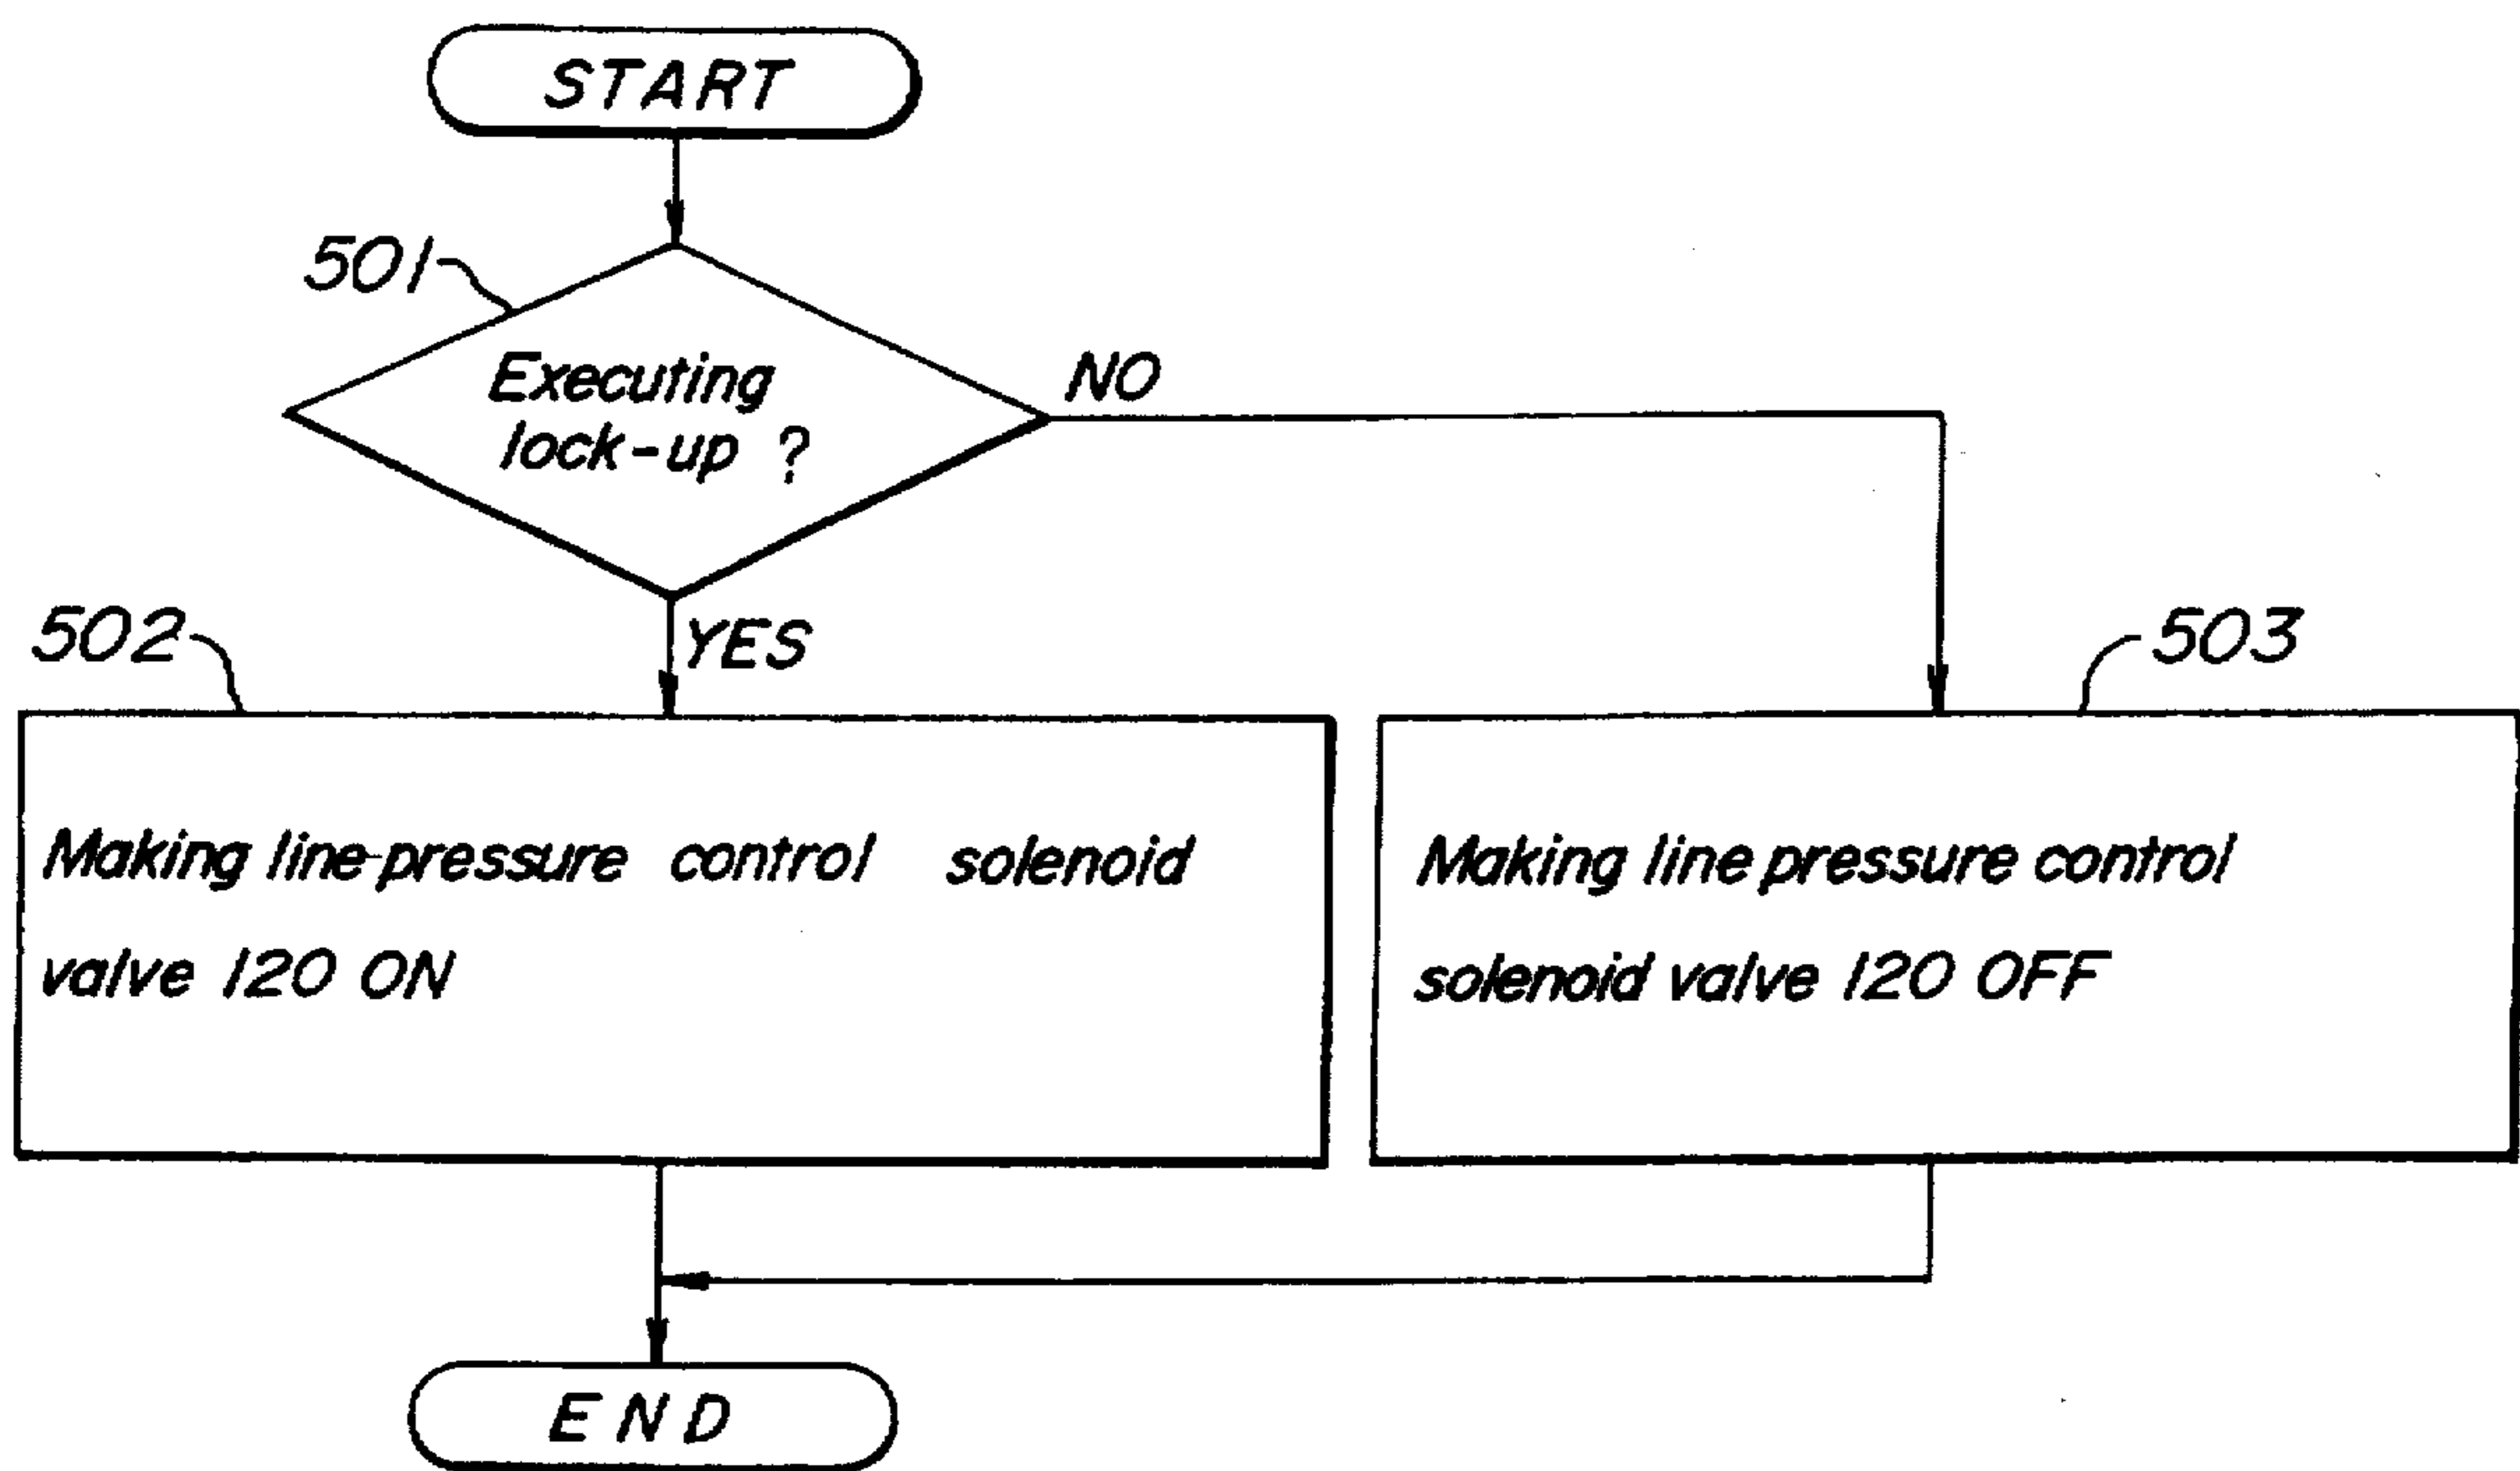 START
501
Executing
lock-up ?
NO
YES
502
503
Making line-pressure control solenoid
valve 120 ON
Making line pressure control
solenoid valve 120 OFF
END